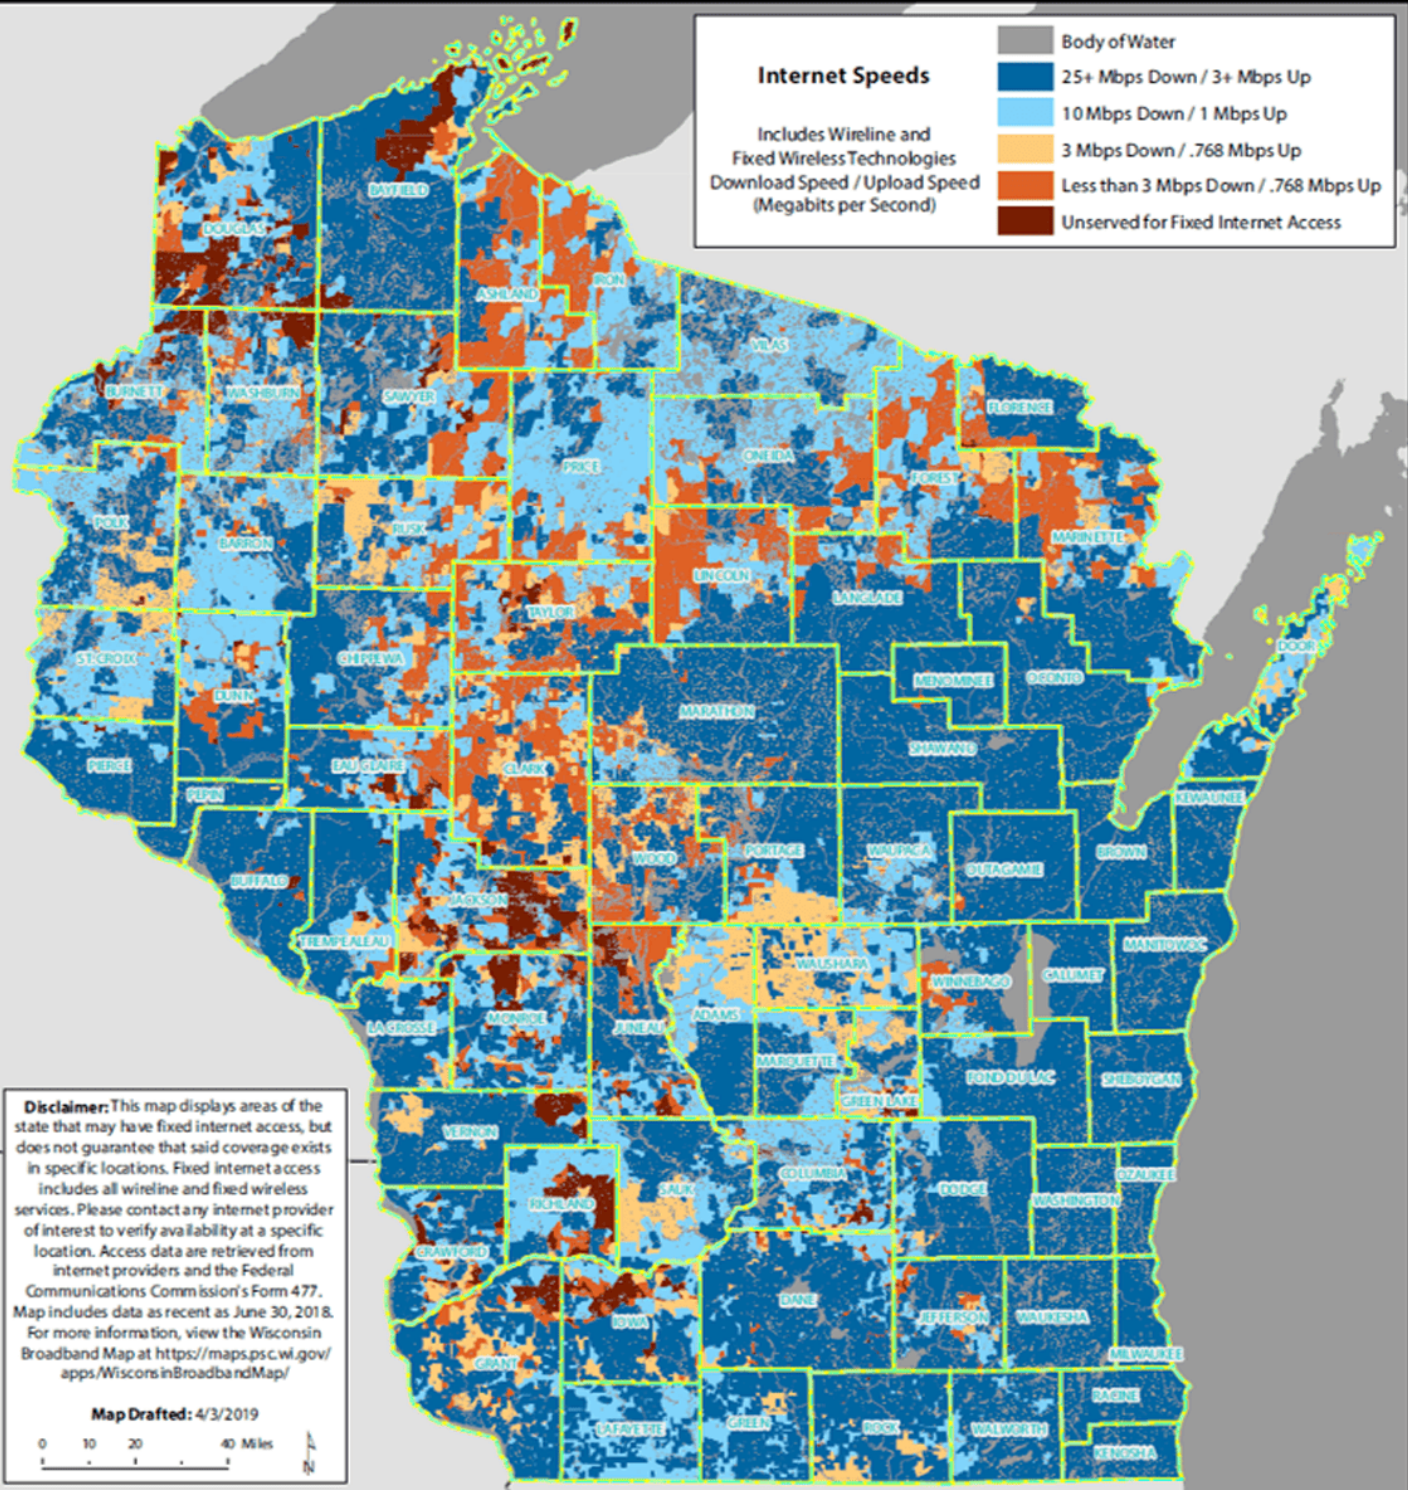 Internet Speeds
Includes Wireline and
Fixed Wireless Technologies
Download Speed / Upload Speed
(Megabits per Second)
Body of Water
25+ Mbps Down / 3+ Mbps Up
10 Mbps Down / 1 Mbps Up
3 Mbps Down / .768 Mbps Up
Less than 3 Mbps Down / .768 Mbps Up
Unserved for Fixed Internet Access
BAYFIELD
DOUGLAS
ASHLAND
IRON
VILAS
BURNETT
WASHBURN
SAWYER
FLORENCE
PRICE
ONEIDA
FOREST
POLK
BARRON
RUSK
MARINETTE
LINCOLN
LANGLADE
TAYLOR
ST. CROIX
CHIPPEWA
DOOR
DUNN
MENOMINEE
OCONTO
MARATHON
SHAWANO
PIERCE
EAU CLAIRE
CLARK
PEPIN
KEWAUNEE
WOOD
PORTAGE
WAUPACA
OUTAGAMIE
BROWN
BUFFALO
JACKSON
TREMPEALEAU
WAUSHARA
WINNEBAGO
CALUMET
MANITOWOC
LA CROSSE
MONROE
JUNEAU
ADAMS
MARQUETTE
GREEN LAKE
FOND DU LAC
SHEBOYGAN
VERNON
RICHLAND
SAUK
COLUMBIA
DODGE
WASHINGTON
OZAUKEE
CRAWFORD
IOWA
DANE
JEFFERSON
WAUKESHA
MILWAUKEE
GRANT
LAFAYETTE
GREEN
ROCK
WALWORTH
RACINE
KENOSHA
Disclaimer: This map displays areas of the
state that may have fixed internet access, but
does not guarantee that said coverage exists
in specific locations. Fixed internet access
includes all wireline and fixed wireless
services. Please contact any internet provider
of interest to verify availability at a specific
location. Access data are retrieved from
internet providers and the Federal
Communications Commission's Form 477.
Map includes data as recent as June 30, 2018.
For more information, view the Wisconsin
Broadband Map at https://maps.psc.wi.gov/
apps/WisconsinBroadbandMap/
Map Drafted: 4/3/2019
0 10 20 40 Miles
N